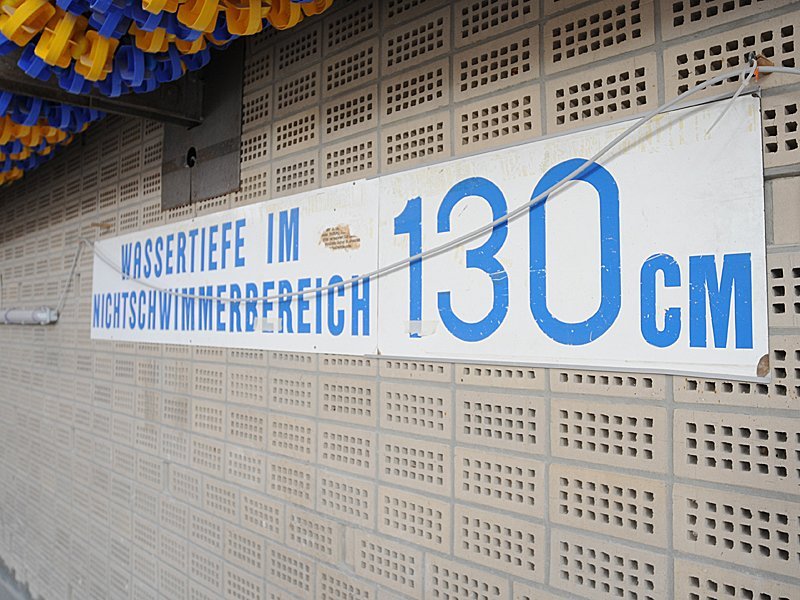 WASSERTIEFE IM
NICHTSCHWIMMERBEREICH
130 CM